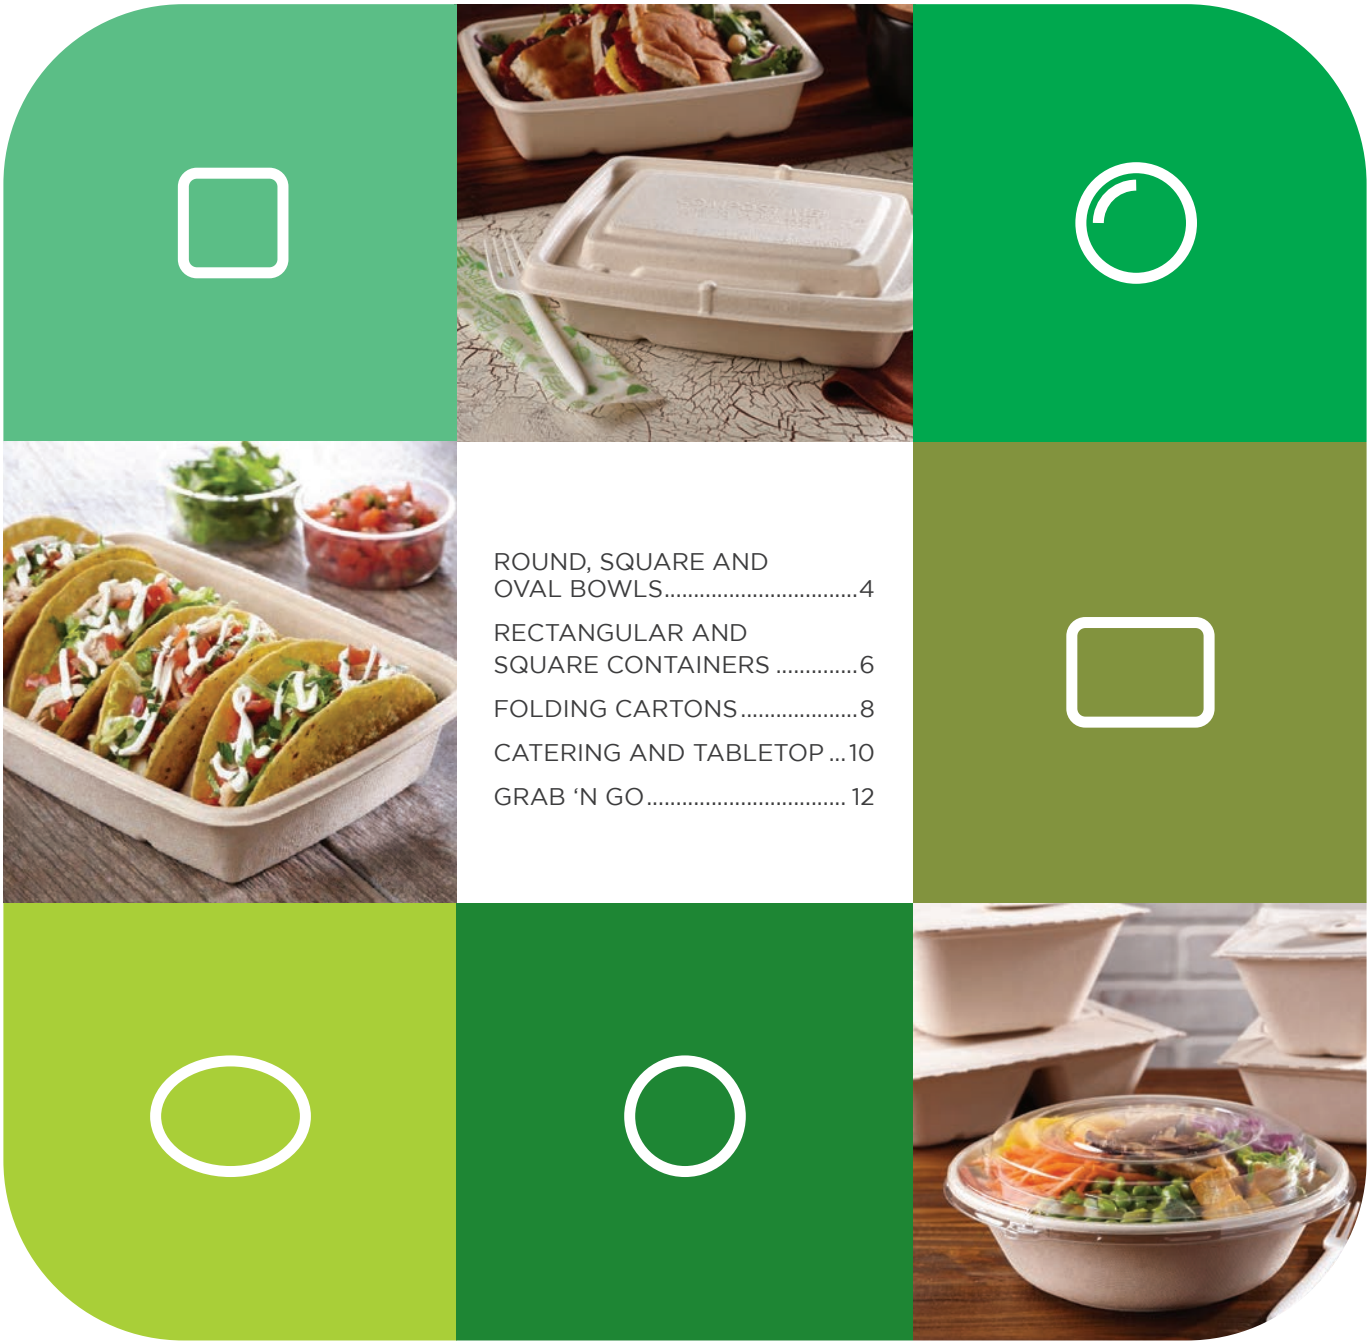 COMPOSTABLE
ROUND, SQUARE AND
OVAL BOWLS.................................4
RECTANGULAR AND
SQUARE CONTAINERS ..............6
FOLDING CARTONS....................8
CATERING AND TABLETOP ...10
GRAB ‘N GO.................................. 12